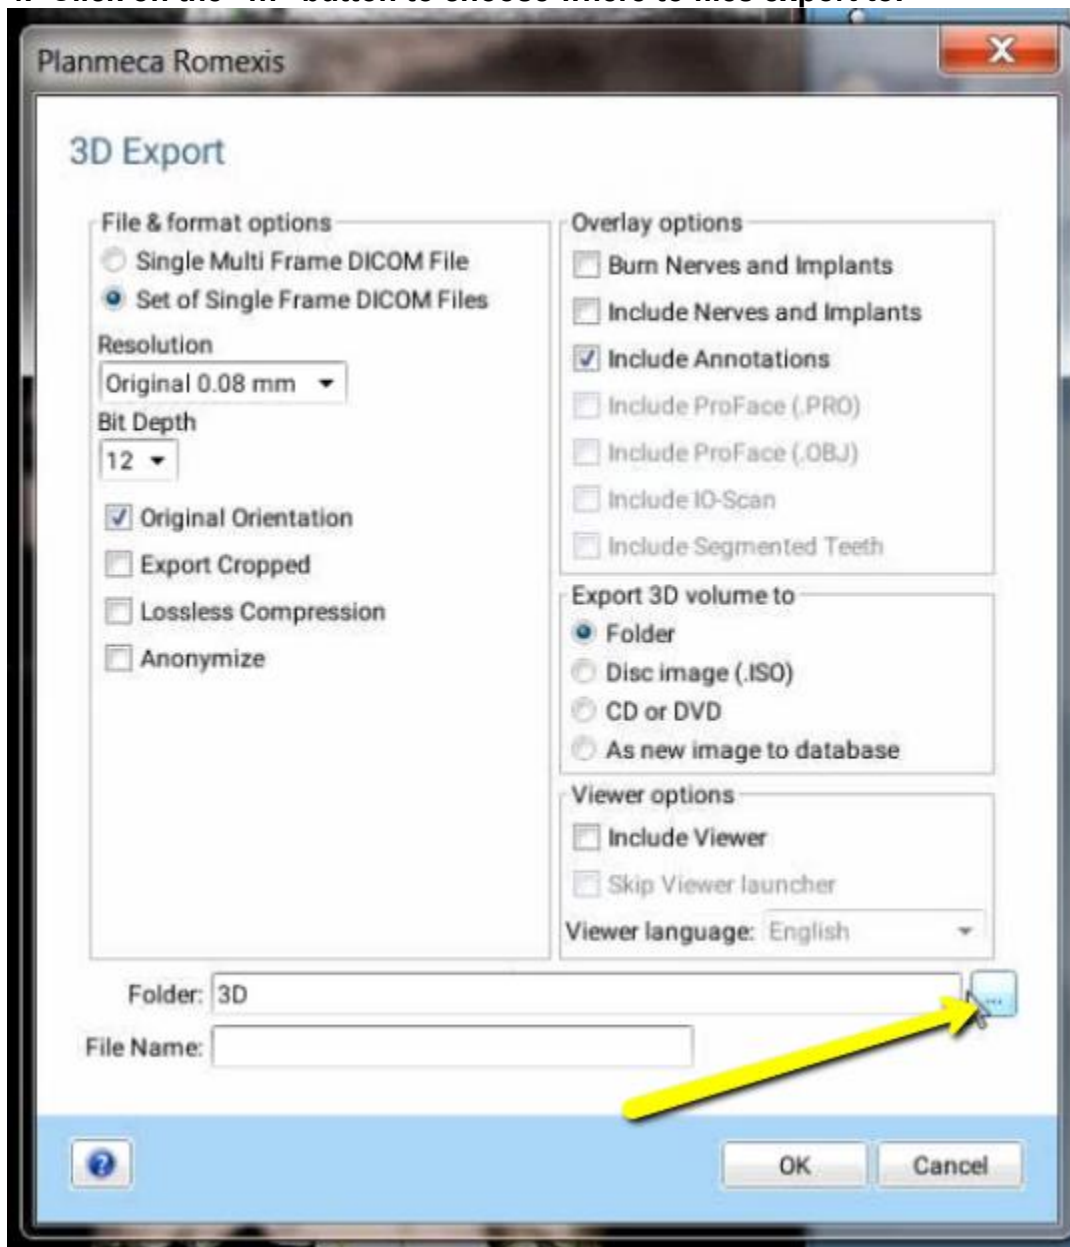 Planmeca Romexis
3D Export
File & format options
Single Multi Frame DICOM File
Set of Single Frame DICOM Files
Resolution
Original 0.08 mm
Bit Depth
12
Original Orientation
Export Cropped
Lossless Compression
Anonymize
Overlay options
Burn Nerves and Implants
Include Nerves and Implants
Include Annotations
Include ProFace (.PRO)
Include ProFace (.OBJ)
Include IO-Scan
Include Segmented Teeth
Export 3D volume to
Folder
Disc image (.ISO)
CD or DVD
As new image to database
Viewer options
Include Viewer
Skip Viewer launcher
Viewer language: English
Folder: 3D ...
File Name:
OK Cancel